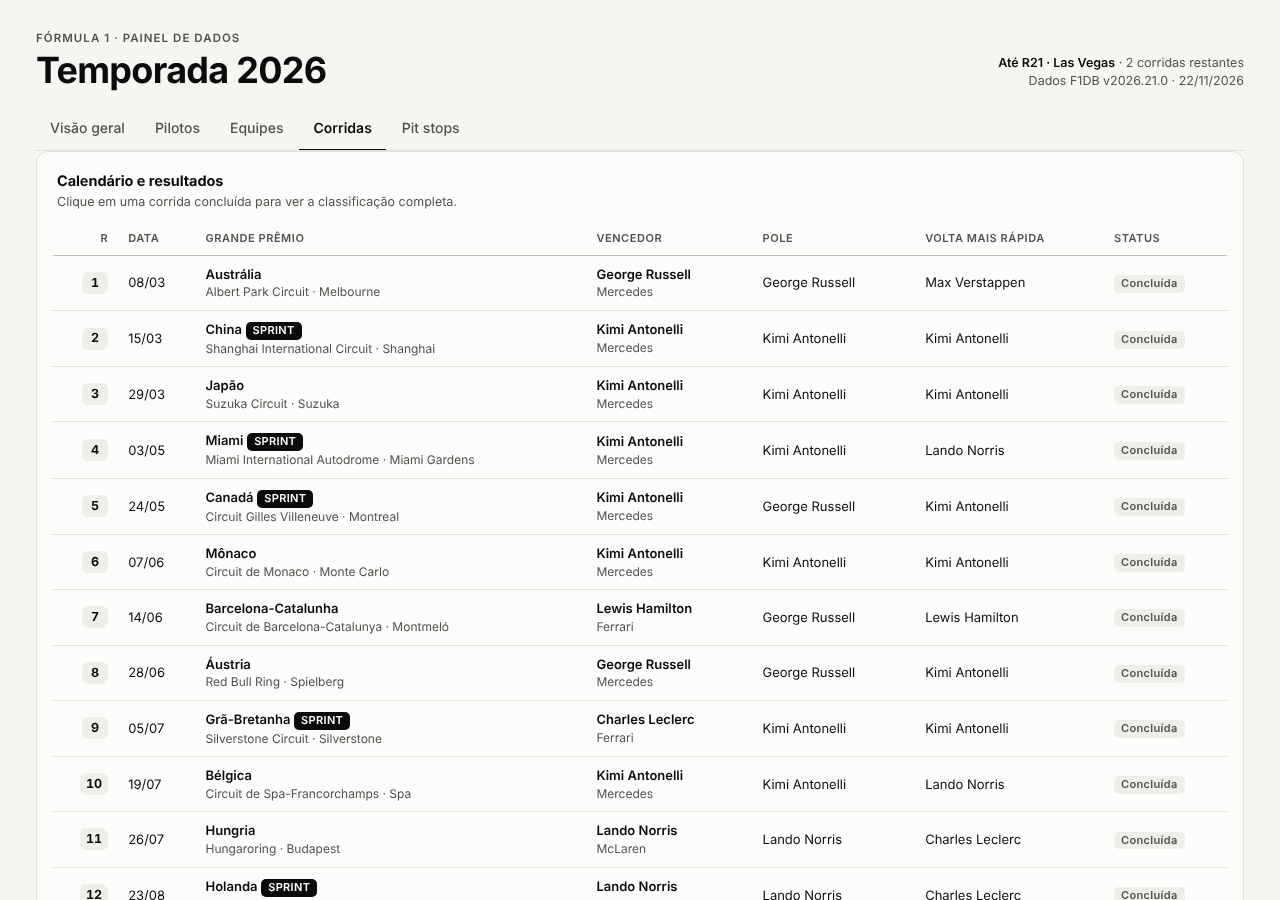 FÓRMULA 1 · PAINEL DE DADOS
Temporada 2026
Até R21 · Las Vegas · 2 corridas restantes
Dados F1DB v2026.21.0 · 22/11/2026
Visão geral Pilotos Equipes Corridas Pit stops
Calendário e resultados
Clique em uma corrida concluída para ver a classificação completa.
R DATA GRANDE PRÊMIO VENCEDOR POLE VOLTA MAIS RÁPIDA STATUS
1 08/03 Austrália George Russell George Russell Max Verstappen Concluída
Albert Park Circuit · Melbourne Mercedes
2 15/03 China SPRINT Kimi Antonelli Kimi Antonelli Kimi Antonelli Concluída
Shanghai International Circuit · Shanghai Mercedes
3 29/03 Japão Kimi Antonelli Kimi Antonelli Kimi Antonelli Concluída
Suzuka Circuit · Suzuka Mercedes
4 03/05 Miami SPRINT Kimi Antonelli Kimi Antonelli Lando Norris Concluída
Miami International Autodrome · Miami Gardens Mercedes
5 24/05 Canadá SPRINT Kimi Antonelli George Russell Kimi Antonelli Concluída
Circuit Gilles Villeneuve · Montreal Mercedes
6 07/06 Mônaco Kimi Antonelli Kimi Antonelli Kimi Antonelli Concluída
Circuit de Monaco · Monte Carlo Mercedes
7 14/06 Barcelona-Catalunha Lewis Hamilton George Russell Lewis Hamilton Concluída
Circuit de Barcelona-Catalunya · Montmeló Ferrari
8 28/06 Áustria George Russell George Russell Kimi Antonelli Concluída
Red Bull Ring · Spielberg Mercedes
9 05/07 Grã-Bretanha SPRINT Charles Leclerc Kimi Antonelli Kimi Antonelli Concluída
Silverstone Circuit · Silverstone Ferrari
10 19/07 Bélgica Kimi Antonelli Kimi Antonelli Lando Norris Concluída
Circuit de Spa-Francorchamps · Spa Mercedes
11 26/07 Hungria Lando Norris Lando Norris Charles Leclerc Concluída
Hungaroring · Budapest McLaren
12 23/08 Holanda SPRINT Lando Norris Lando Norris Charles Leclerc Concluída